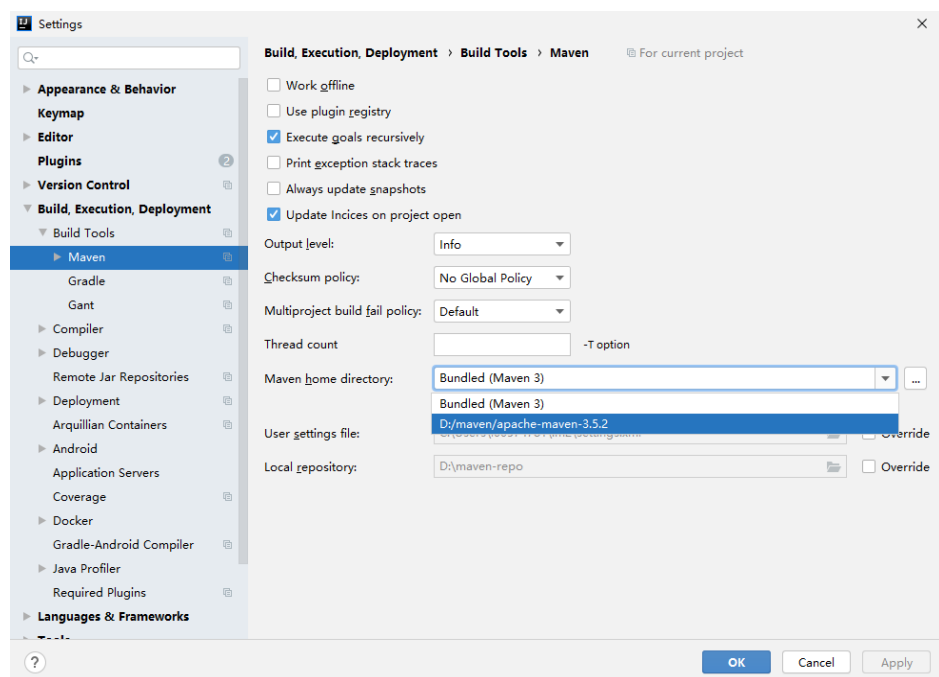 Settings
Appearance & Behavior
Keymap
Editor
Plugins 2
Version Control
Build, Execution, Deployment
Build Tools
Maven
Gradle
Gant
Compiler
Debugger
Remote Jar Repositories
Deployment
Arquillian Containers
Android
Application Servers
Coverage
Docker
Gradle-Android Compiler
Java Profiler
Required Plugins
Languages & Frameworks
Tools
Build, Execution, Deployment › Build Tools › Maven For current project
Work offline
Use plugin registry
Execute goals recursively
Print exception stack traces
Always update snapshots
Update Incices on project open
Output level: Info
Checksum policy: No Global Policy
Multiproject build fail policy: Default
Thread count -T option
Maven home directory: Bundled (Maven 3) ...
Bundled (Maven 3)
D:/maven/apache-maven-3.5.2
User settings file: Override
Local repository: D:\maven-repo Override
? OK Cancel Apply